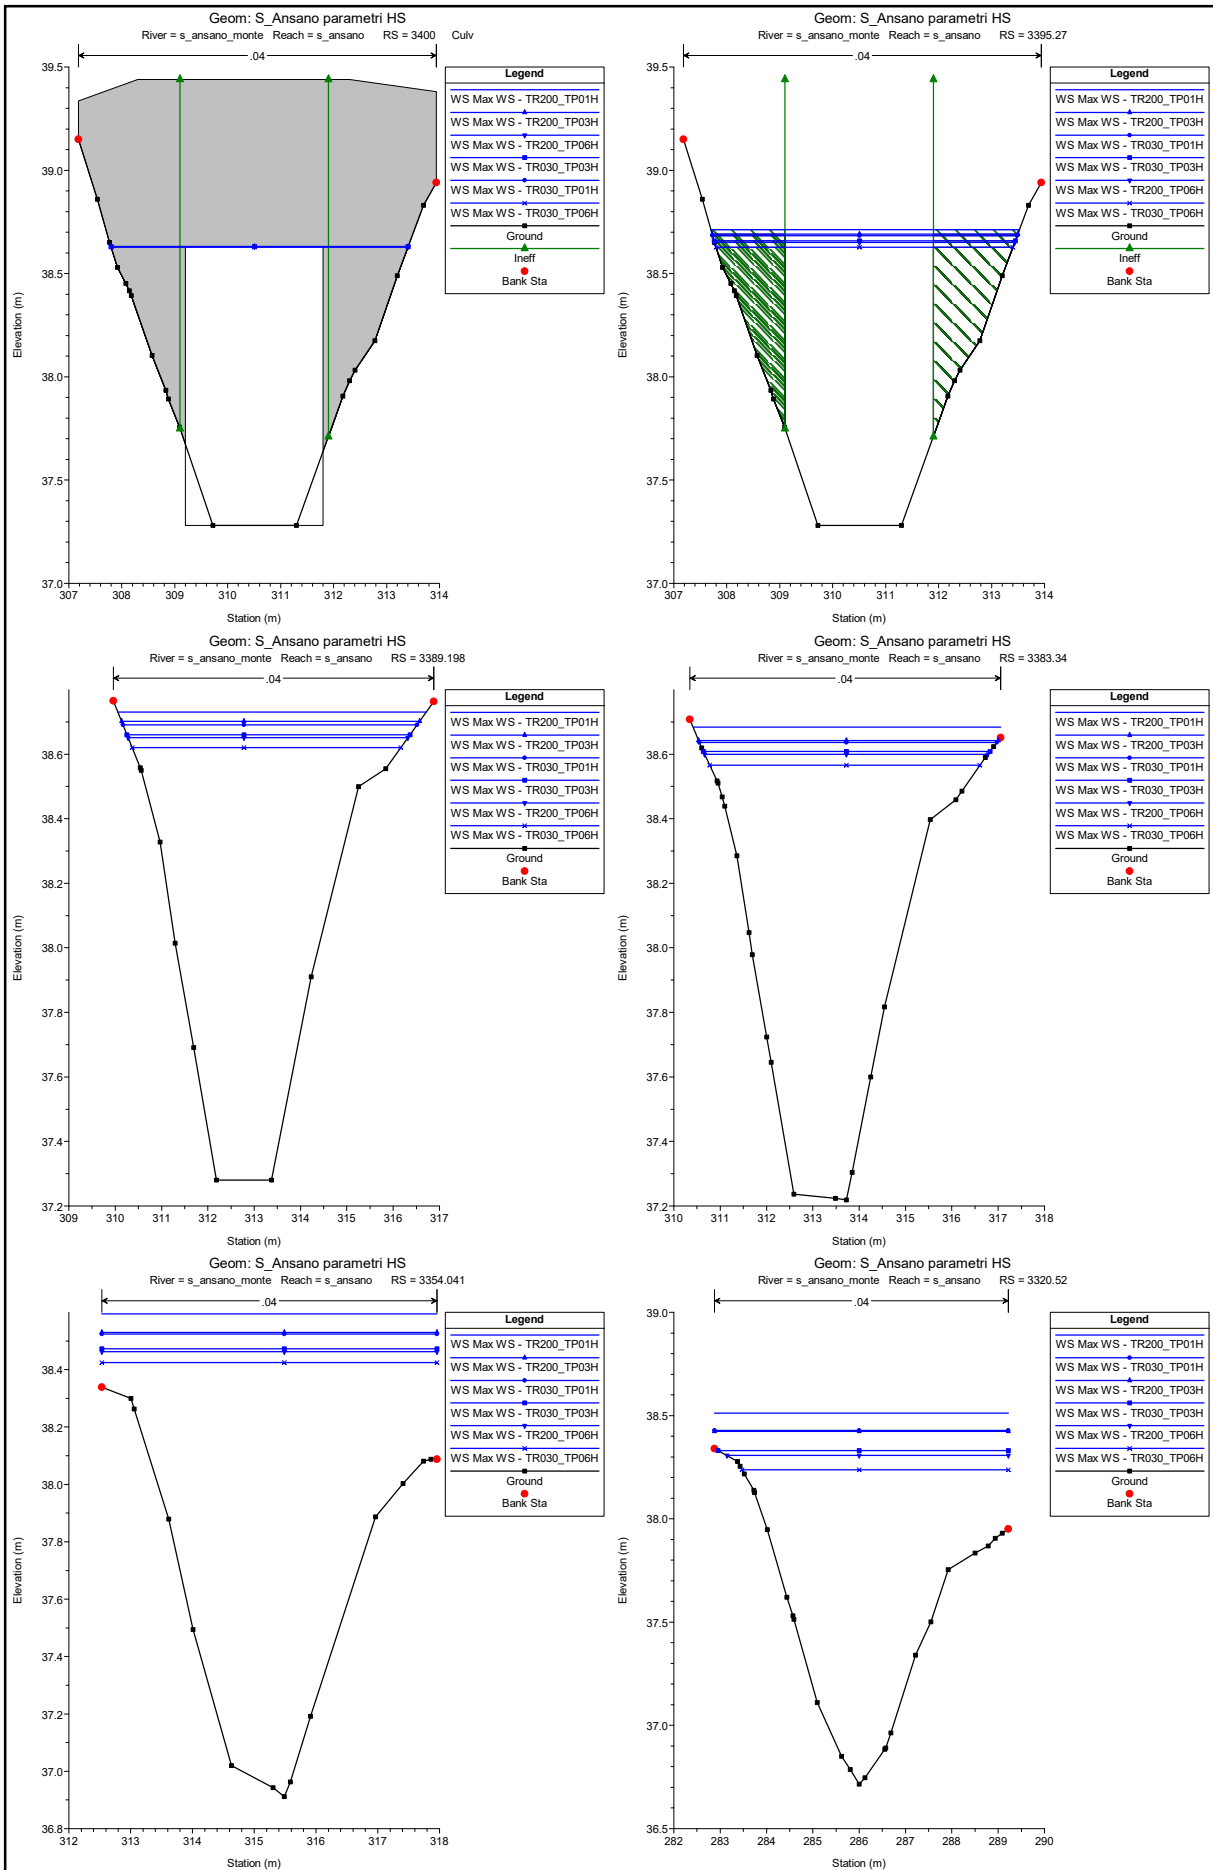 Geom: S_Ansano parametri HS
River = s_ansano_monte Reach = s_ansano RS = 3400 Culv
.04
Legend
WS Max WS - TR200_TP01H
WS Max WS - TR200_TP03H
WS Max WS - TR200_TP06H
WS Max WS - TR030_TP03H
WS Max WS - TR030_TP01H
WS Max WS - TR030_TP06H
Ground
Ineff
Bank Sta
Elevation (m)
39.5
39.0
38.5
38.0
37.5
37.0
307 308 309 310 311 312 313 314
Station (m)
Geom: S_Ansano parametri HS
River = s_ansano_monte Reach = s_ansano RS = 3395.27
.04
Legend
WS Max WS - TR200_TP01H
WS Max WS - TR200_TP03H
WS Max WS - TR030_TP01H
WS Max WS - TR030_TP03H
WS Max WS - TR200_TP06H
WS Max WS - TR030_TP06H
Ground
Ineff
Bank Sta
Elevation (m)
39.5
39.0
38.5
38.0
37.5
37.0
307 308 309 310 311 312 313 314
Station (m)
Geom: S_Ansano parametri HS
River = s_ansano_monte Reach = s_ansano RS = 3389.198
.04
Legend
WS Max WS - TR200_TP01H
WS Max WS - TR200_TP03H
WS Max WS - TR030_TP01H
WS Max WS - TR030_TP03H
WS Max WS - TR200_TP06H
WS Max WS - TR030_TP06H
Ground
Bank Sta
Elevation (m)
38.6
38.4
38.2
38.0
37.8
37.6
37.4
37.2
309 310 311 312 313 314 315 316 317
Station (m)
Geom: S_Ansano parametri HS
River = s_ansano_monte Reach = s_ansano RS = 3383.34
.04
Legend
WS Max WS - TR200_TP01H
WS Max WS - TR200_TP03H
WS Max WS - TR030_TP01H
WS Max WS - TR030_TP03H
WS Max WS - TR200_TP06H
WS Max WS - TR030_TP06H
Ground
Bank Sta
Elevation (m)
38.6
38.4
38.2
38.0
37.8
37.6
37.4
37.2
310 311 312 313 314 315 316 317 318
Station (m)
Geom: S_Ansano parametri HS
River = s_ansano_monte Reach = s_ansano RS = 3354.041
.04
Legend
WS Max WS - TR200_TP01H
WS Max WS - TR200_TP03H
WS Max WS - TR030_TP01H
WS Max WS - TR030_TP03H
WS Max WS - TR200_TP06H
WS Max WS - TR030_TP06H
Ground
Bank Sta
Elevation (m)
38.4
38.2
38.0
37.8
37.6
37.4
37.2
37.0
36.8
312 313 314 315 316 317 318
Station (m)
Geom: S_Ansano parametri HS
River = s_ansano_monte Reach = s_ansano RS = 3320.52
.04
Legend
WS Max WS - TR200_TP01H
WS Max WS - TR030_TP01H
WS Max WS - TR200_TP03H
WS Max WS - TR030_TP03H
WS Max WS - TR200_TP06H
WS Max WS - TR030_TP06H
Ground
Bank Sta
Elevation (m)
39.0
38.5
38.0
37.5
37.0
36.5
282 283 284 285 286 287 288 289 290
Station (m)